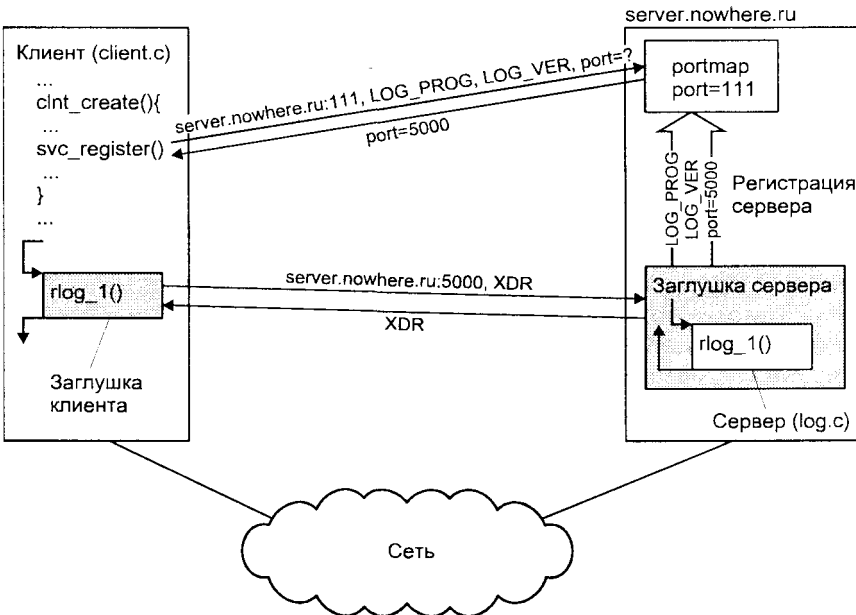 server.nowhere.ru
Клиент (client.c)
...
clnt_create(){
...
svc_register()
...
}
...
server.nowhere.ru:111, LOG_PROG, LOG_VER, port=?
port=5000
portmap
port=111
LOG_PROG
LOG_VER
port=5000
Регистрация
сервера
rlog_1()
server.nowhere.ru:5000, XDR
XDR
Заглушка сервера
rlog_1()
Заглушка
клиента
Сервер (log.c)
Сеть